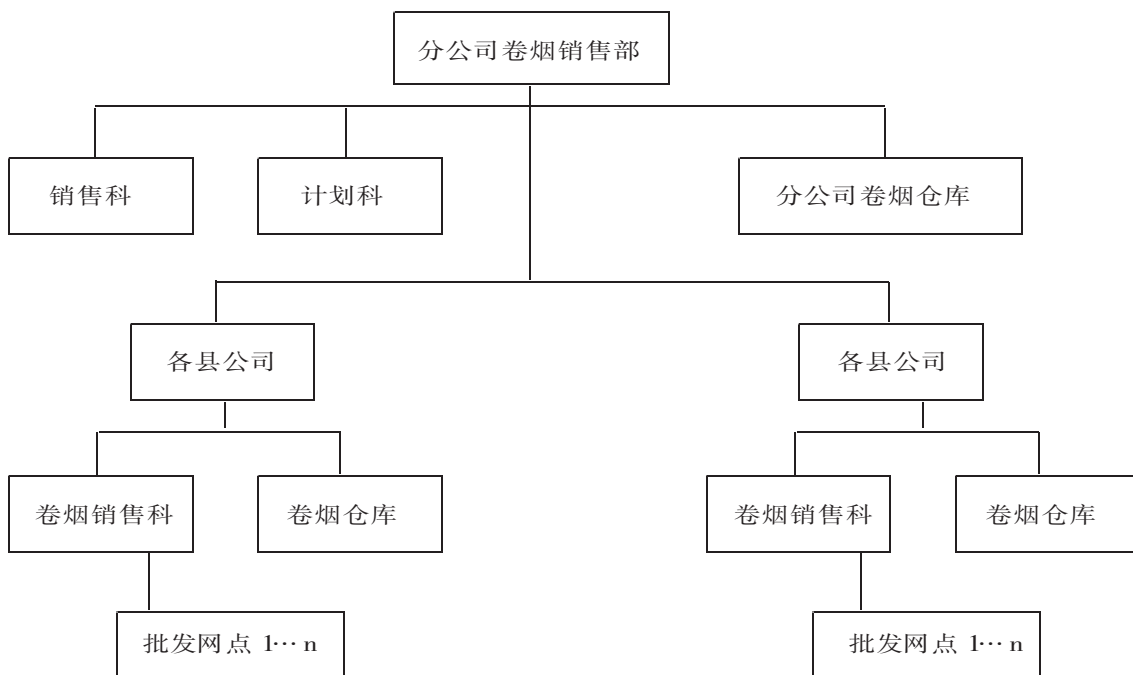 分公司卷烟销售部
销售科
计划科
分公司卷烟仓库
各县公司
各县公司
卷烟销售科
卷烟仓库
卷烟销售科
卷烟仓库
批发网点 1… n
批发网点 1… n